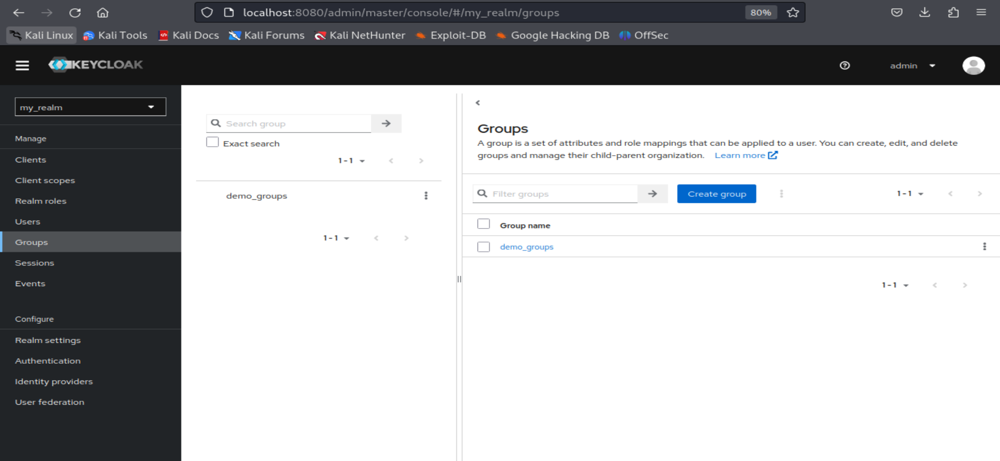 localhost:8080/admin/master/console/#/my_realm/groups 80%
Kali Linux Kali Tools Kali Docs Kali Forums Kali NetHunter Exploit-DB Google Hacking DB OffSec
KEYCLOAK admin
my_realm
Manage
Clients
Client scopes
Realm roles
Users
Groups
Sessions
Events
Configure
Realm settings
Authentication
Identity providers
User federation
Search group
Exact search
1-1
demo_groups
1-1
Groups
A group is a set of attributes and role mappings that can be applied to a user. You can create, edit, and delete
groups and manage their child-parent organization. Learn more
Filter groups Create group 1-1
Group name
demo_groups
1-1